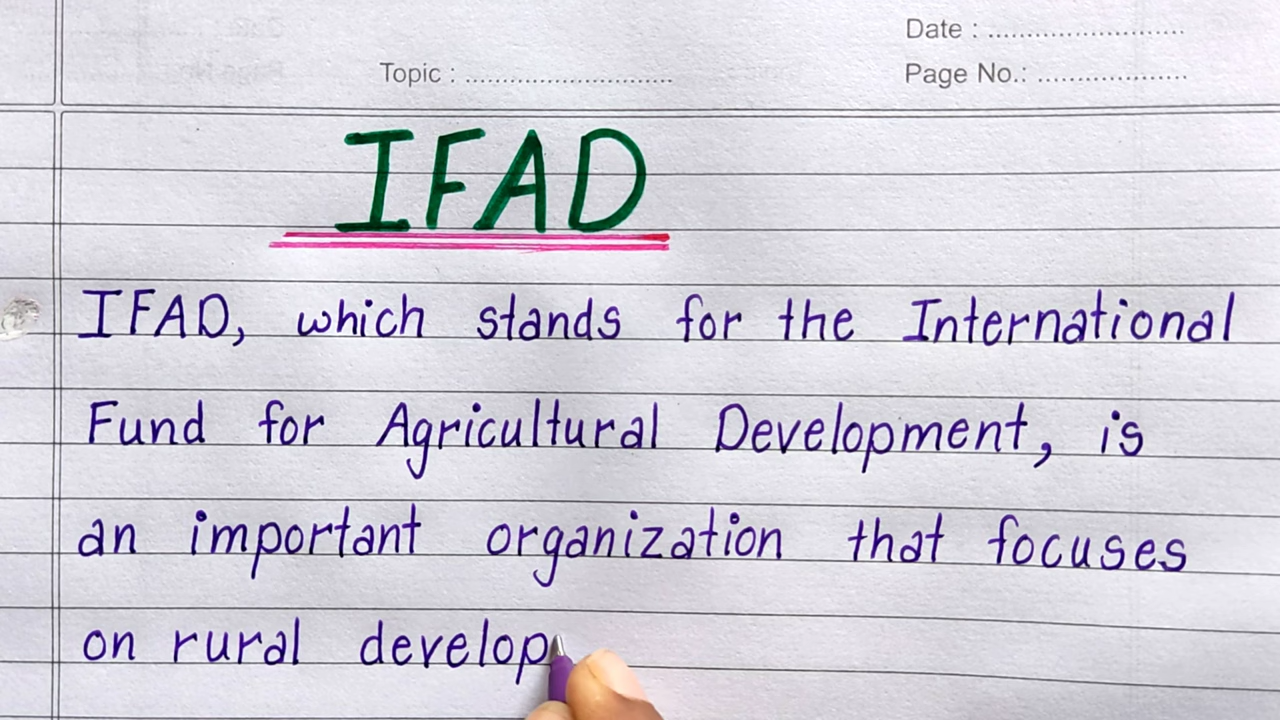 Date : ..........................
Topic : ............................
Page No.: ....................
IFAD
IFAD, which stands for the International
Fund for Agricultural Development, is
an important organization that focuses
on rural develop